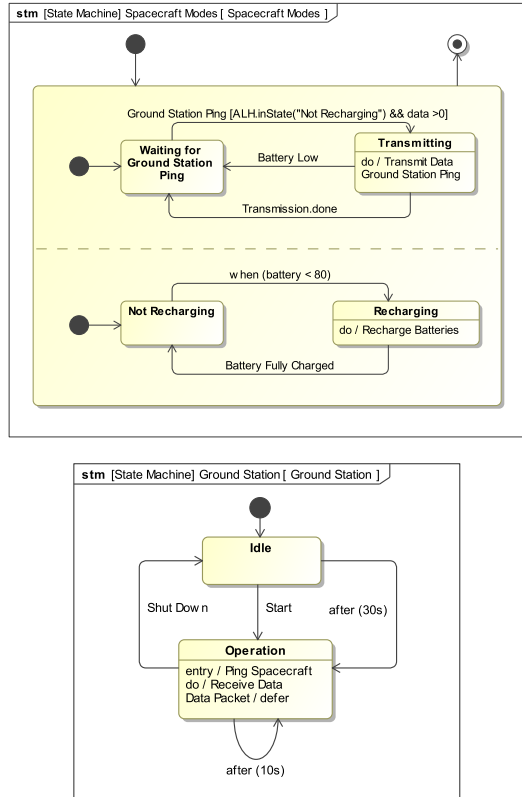 stm [State Machine] Spacecraft Modes [ Spacecraft Modes ]
Ground Station Ping [ALH.inState("Not Recharging") && data >0]
Waiting for
Ground Station
Ping
Transmitting
do / Transmit Data
Ground Station Ping
Battery Low
Transmission.done
when (battery < 80)
Not Recharging
Recharging
do / Recharge Batteries
Battery Fully Charged
stm [State Machine] Ground Station [ Ground Station ]
Idle
Shut Down
Start
after (30s)
Operation
entry / Ping Spacecraft
do / Receive Data
Data Packet / defer
after (10s)